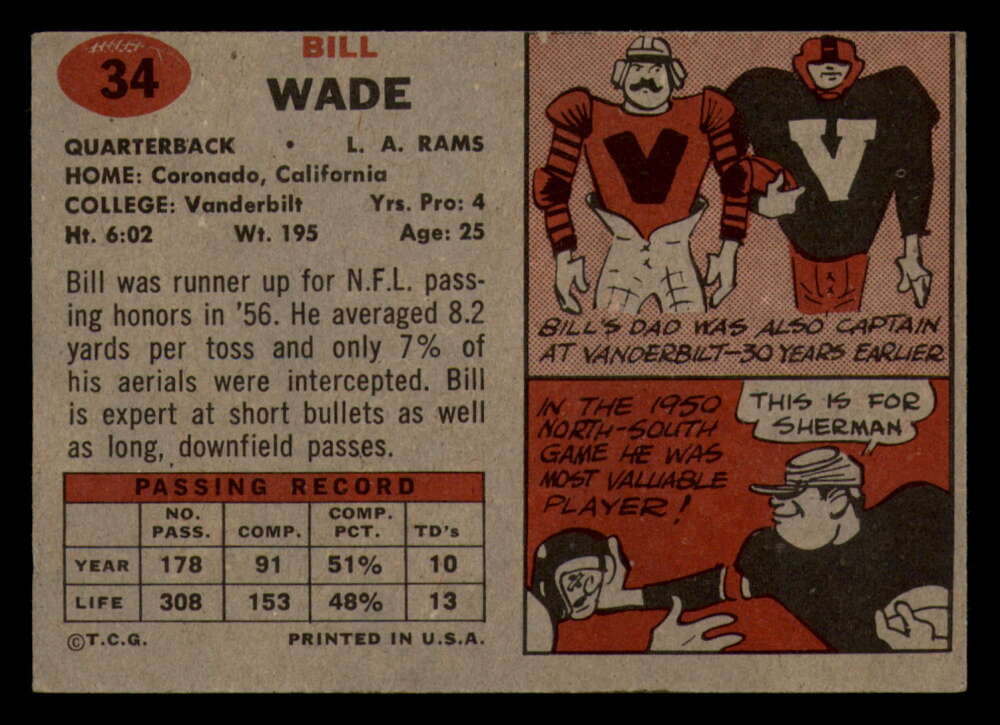 34
BILL
WADE
QUARTERBACK • L. A. RAMS
HOME: Coronado, California
COLLEGE: Vanderbilt Yrs. Pro: 4
Ht. 6:02 Wt. 195 Age: 25
Bill was runner up for N.F.L. pass-
ing honors in '56. He averaged 8.2
yards per toss and only 7% of
his aerials were intercepted. Bill
is expert at short bullets as well
as long, downfield passes.
PASSING RECORD
NO. PASS. COMP. COMP. PCT. TD's
YEAR 178 91 51% 10
LIFE 308 153 48% 13
©T.C.G. PRINTED IN U.S.A.
V V
BILL'S DAD WAS ALSO CAPTAIN
AT VANDERBILT—30 YEARS EARLIER
IN THE 1950
NORTH-SOUTH
GAME HE WAS
MOST VALUABLE
PLAYER!
THIS IS FOR
SHERMAN